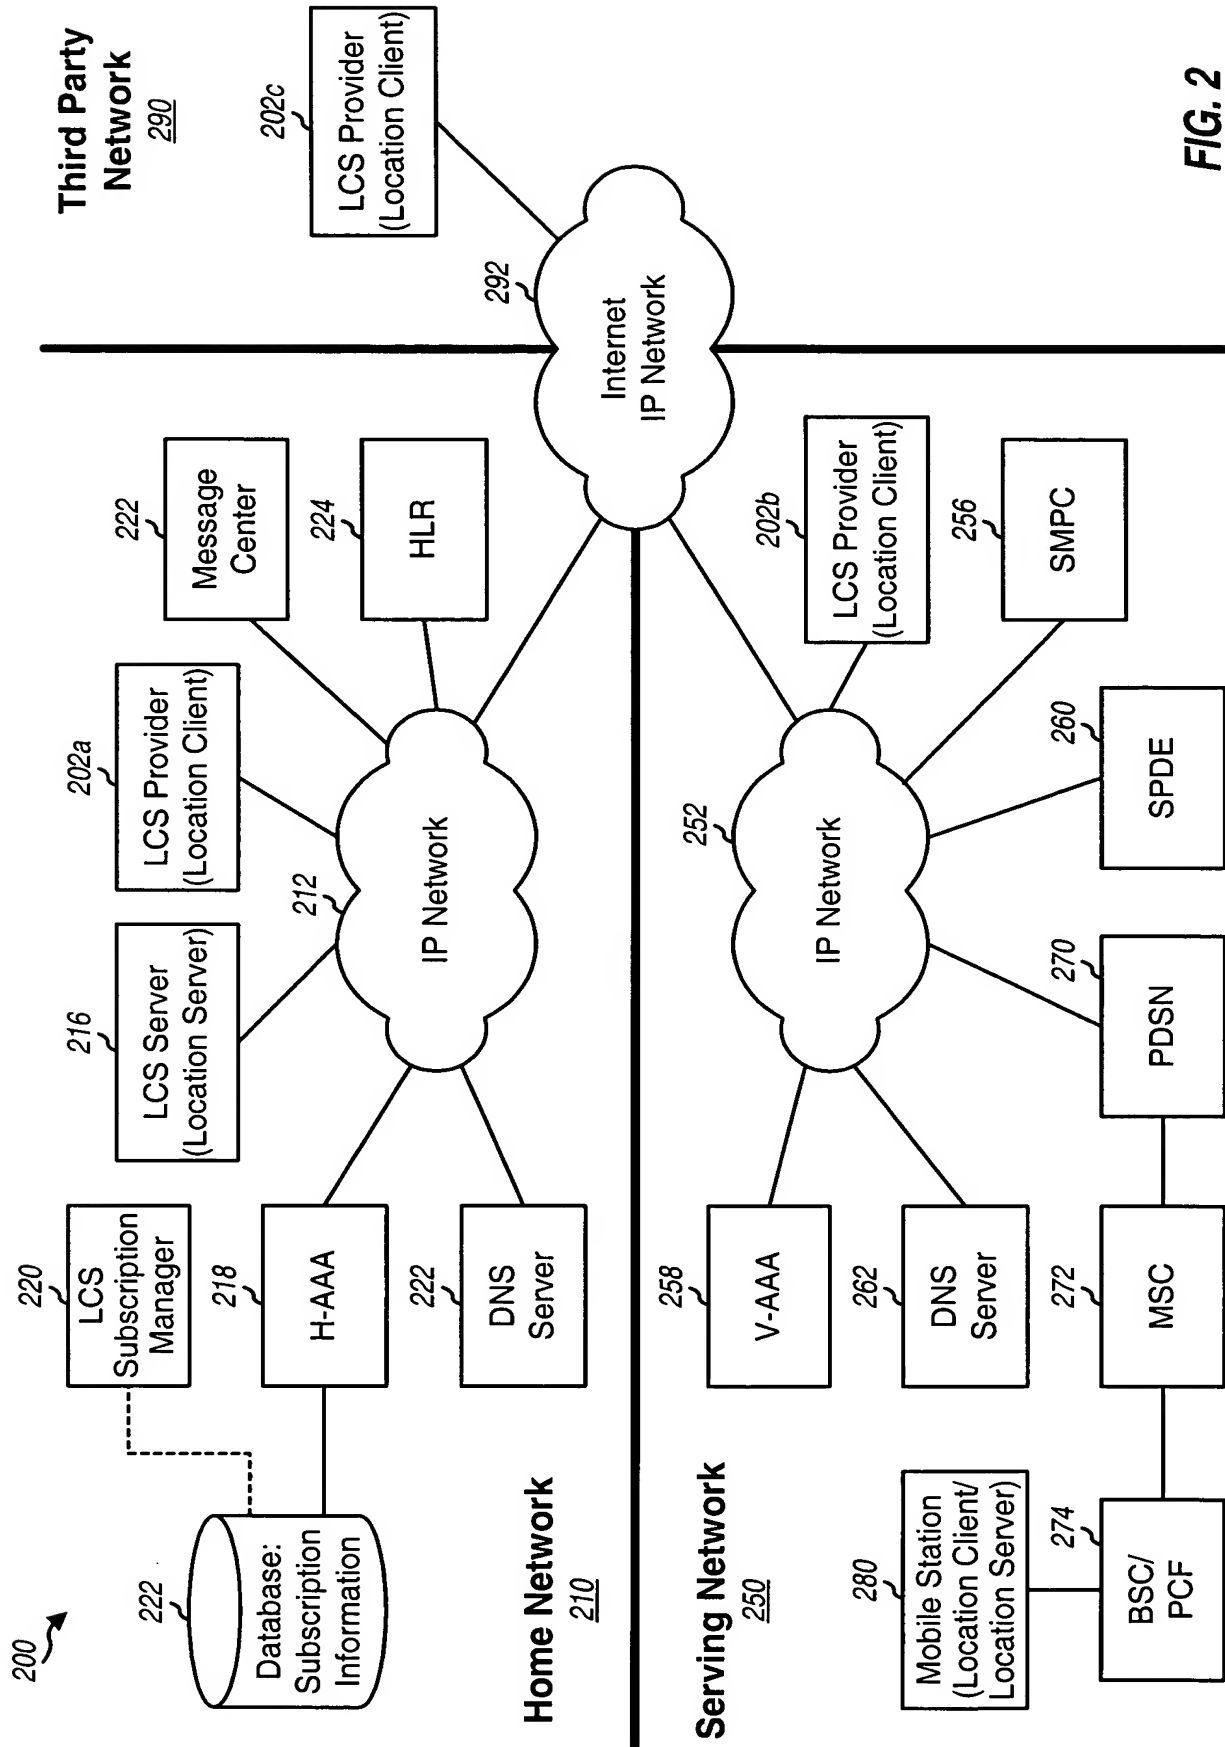 200
222
Database:
Subscription
Information
220
LCS
Subscription
Manager
218
H-AAA
222
DNS
Server
216
LCS Server
(Location Server)
202a
LCS Provider
(Location Client)
222
Message
Center
224
HLR
212
IP Network
Home Network
210
Third Party
Network
290
202c
LCS Provider
(Location Client)
292
Internet
IP Network
Serving Network
250
258
V-AAA
262
DNS
Server
252
IP Network
202b
LCS Provider
(Location Client)
256
SMPC
260
SPDE
270
PDSN
272
MSC
274
BSC/
PCF
280
Mobile Station
(Location Client/
Location Server)
FIG. 2